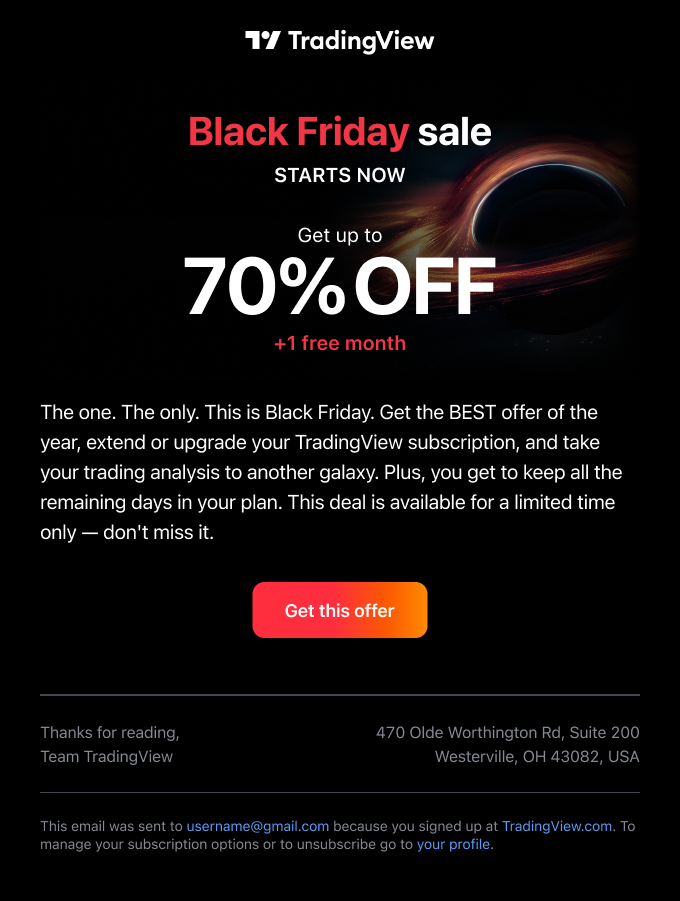 TradingView
Black Friday sale
STARTS NOW
Get up to
70% OFF
+1 free month
The one. The only. This is Black Friday. Get the BEST offer of the
year, extend or upgrade your TradingView subscription, and take
your trading analysis to another galaxy. Plus, you get to keep all the
remaining days in your plan. This deal is available for a limited time
only — don't miss it.
Get this offer
Thanks for reading,
Team TradingView
470 Olde Worthington Rd, Suite 200
Westerville, OH 43082, USA
This email was sent to username@gmail.com because you signed up at TradingView.com. To
manage your subscription options or to unsubscribe go to your profile.